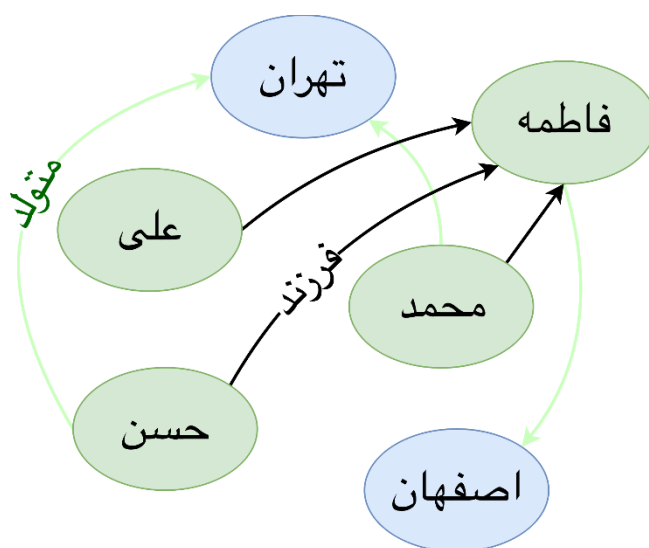 تهران
فاطمه
متولد
علی
فرزند
محمد
حسن
اصفهان